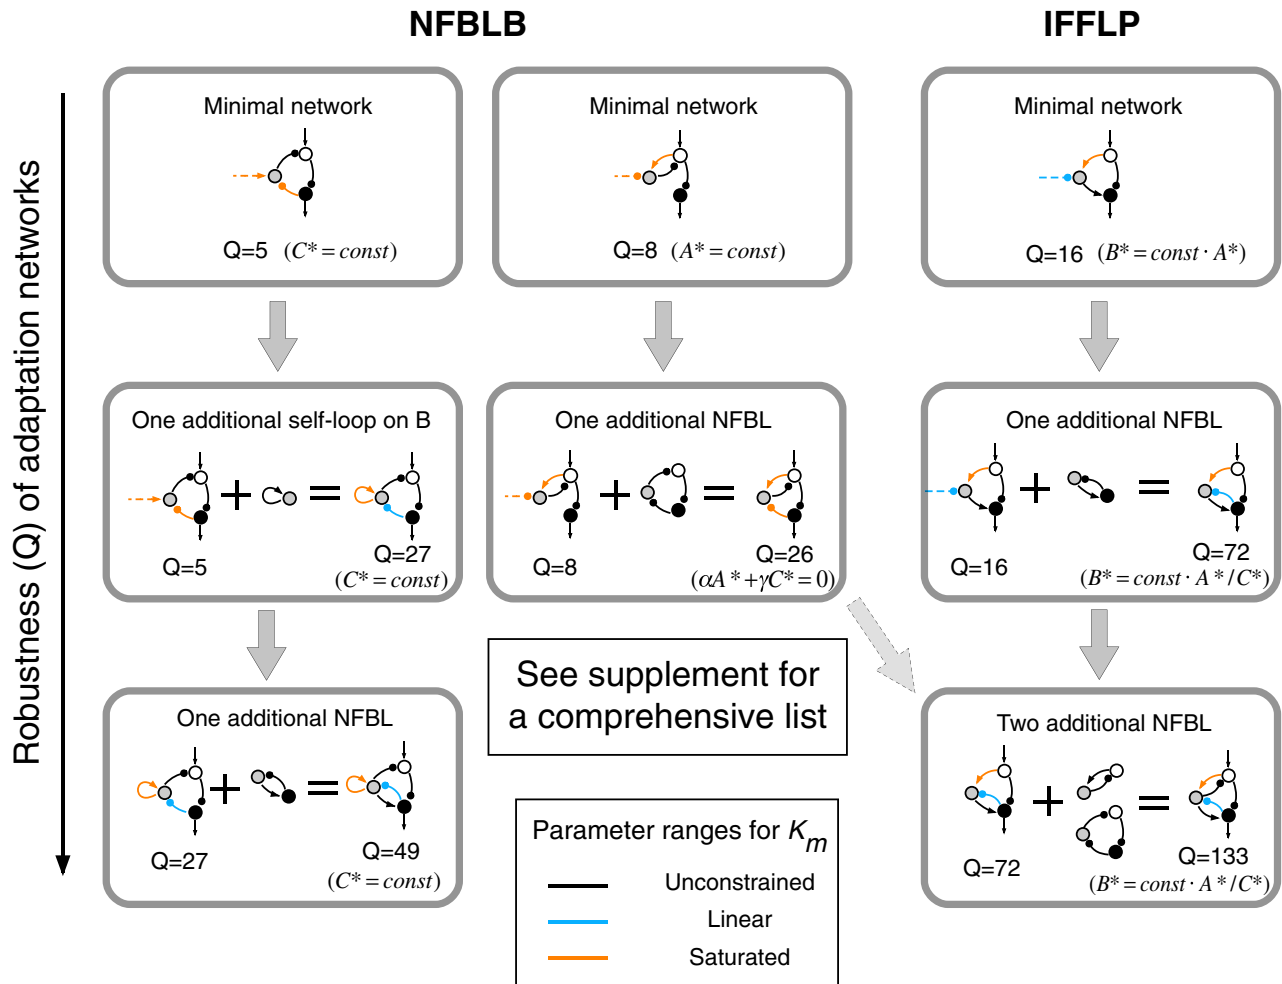 NFBLB
IFFLP
Robustness (Q) of adaptation networks
Minimal network
Q=5 (C* = const)
Minimal network
Q=8 (A* = const)
Minimal network
Q=16 (B* = const · A*)
One additional self-loop on B
+ =
Q=5
Q=27
(C* = const)
One additional NFBL
+ =
Q=8
Q=26
(αA* + γC* = 0)
One additional NFBL
+ =
Q=16
Q=72
(B* = const · A* / C*)
One additional NFBL
+ =
Q=27
Q=49
(C* = const)
See supplement for
a comprehensive list
Two additional NFBL
+ =
Q=72
Q=133
(B* = const · A* / C*)
Parameter ranges for Km
Unconstrained
Linear
Saturated